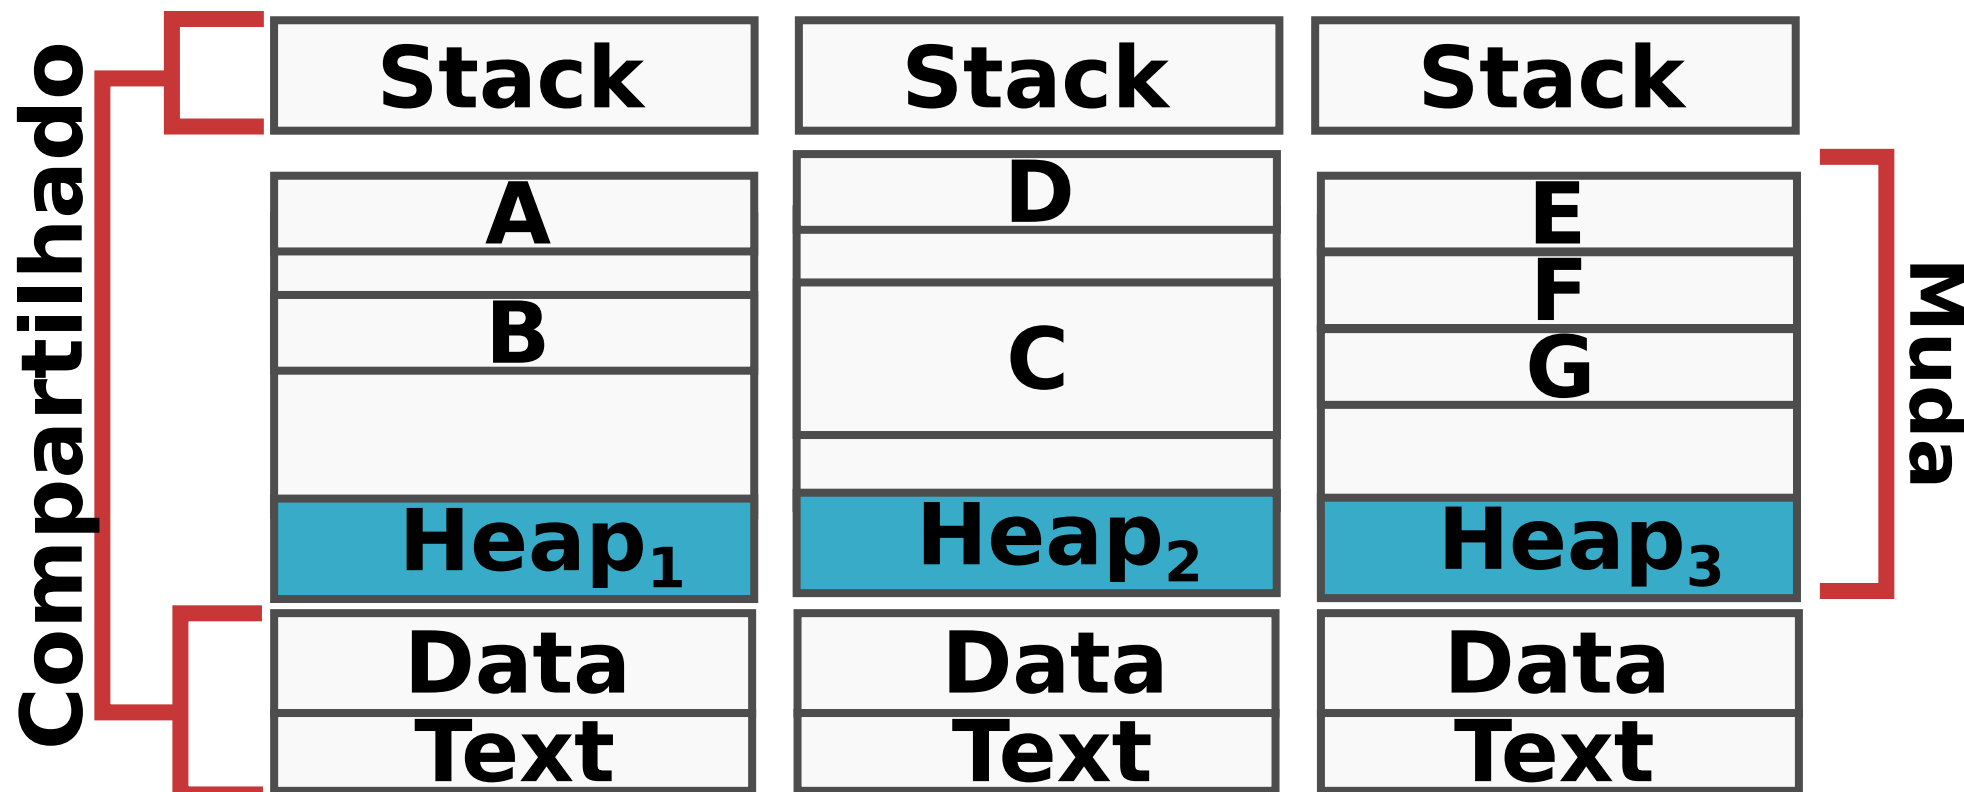 Compartilhado
Stack
A
B
Heap1
Data
Text
Stack
D
C
Heap2
Data
Text
Stack
E
F
G
Heap3
Data
Text
Muda